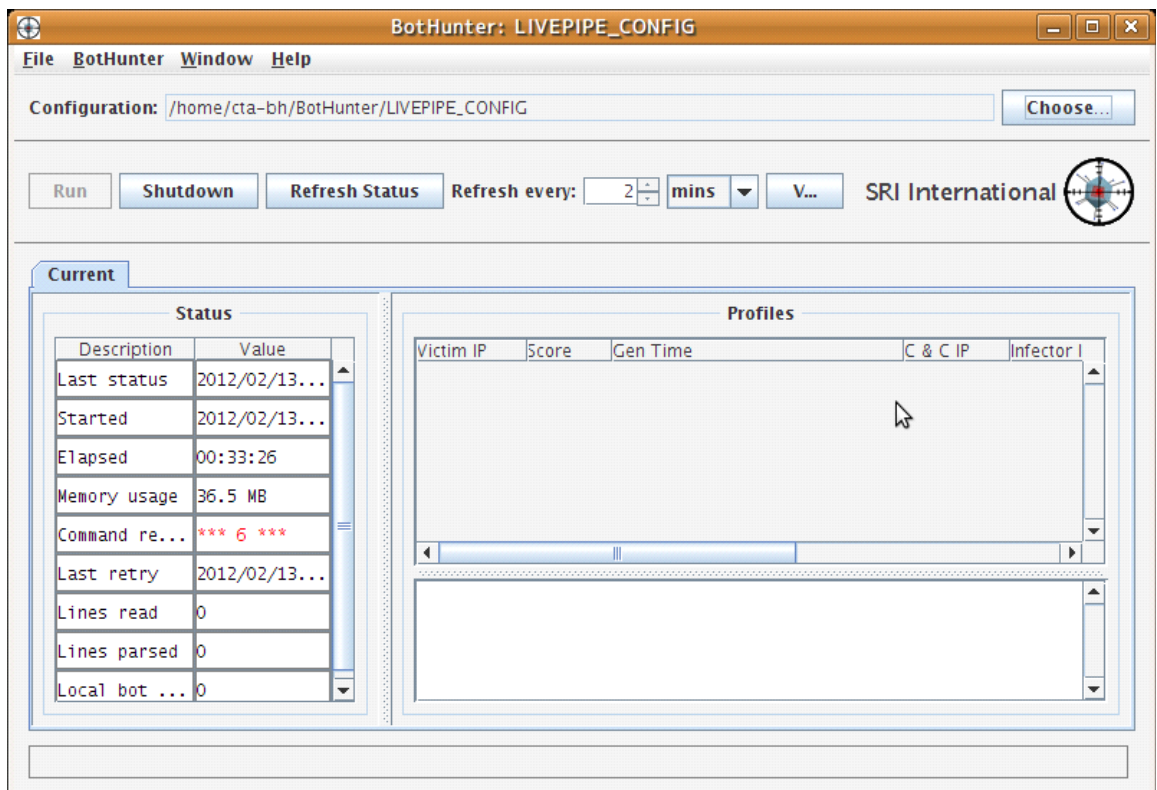 BotHunter: LIVEPIPE_CONFIG
File BotHunter Window Help
Configuration: /home/cta-bh/BotHunter/LIVEPIPE_CONFIG Choose...
Run Shutdown Refresh Status Refresh every: 2 mins V... SRI International
Current
Status
Description Value
Last status 2012/02/13...
Started 2012/02/13...
Elapsed 00:33:26
Memory usage 36.5 MB
Command re... *** 6 ***
Last retry 2012/02/13...
Lines read 0
Lines parsed 0
Local bot ... 0
Profiles
Victim IP Score Gen Time C & C IP Infector I